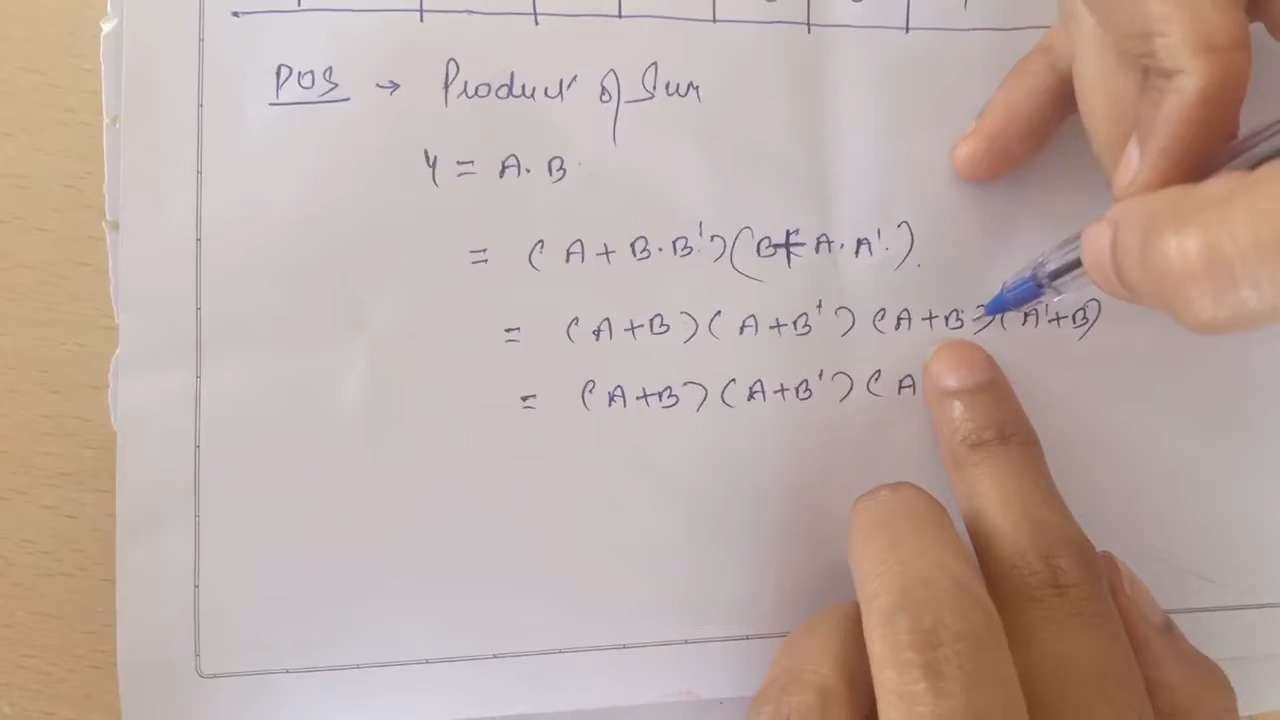 POS → Product of Sum
Y = A.B
= (A+B.B')(B+A.A').
= (A+B)(A+B')(A+B)(A'+B)
= (A+B)(A+B')(A